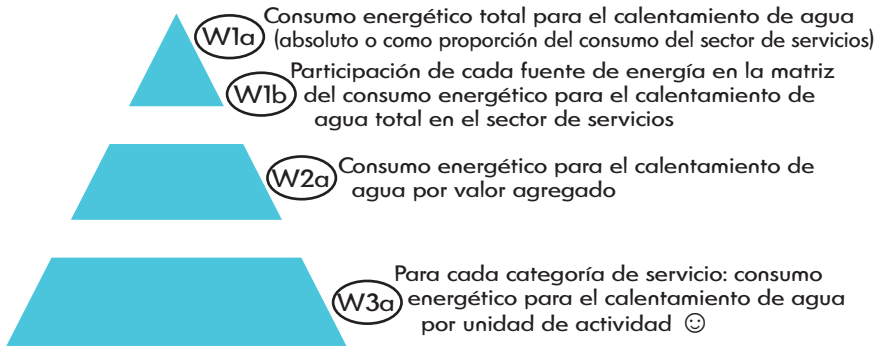 W1a Consumo energético total para el calentamiento de agua
(absoluto o como proporción del consumo del sector de servicios)
W1b Participación de cada fuente de energía en la matriz
del consumo energético para el calentamiento de
agua total en el sector de servicios
W2a Consumo energético para el calentamiento de
agua por valor agregado
W3a Para cada categoría de servicio: consumo
energético para el calentamiento de agua
por unidad de actividad ☺